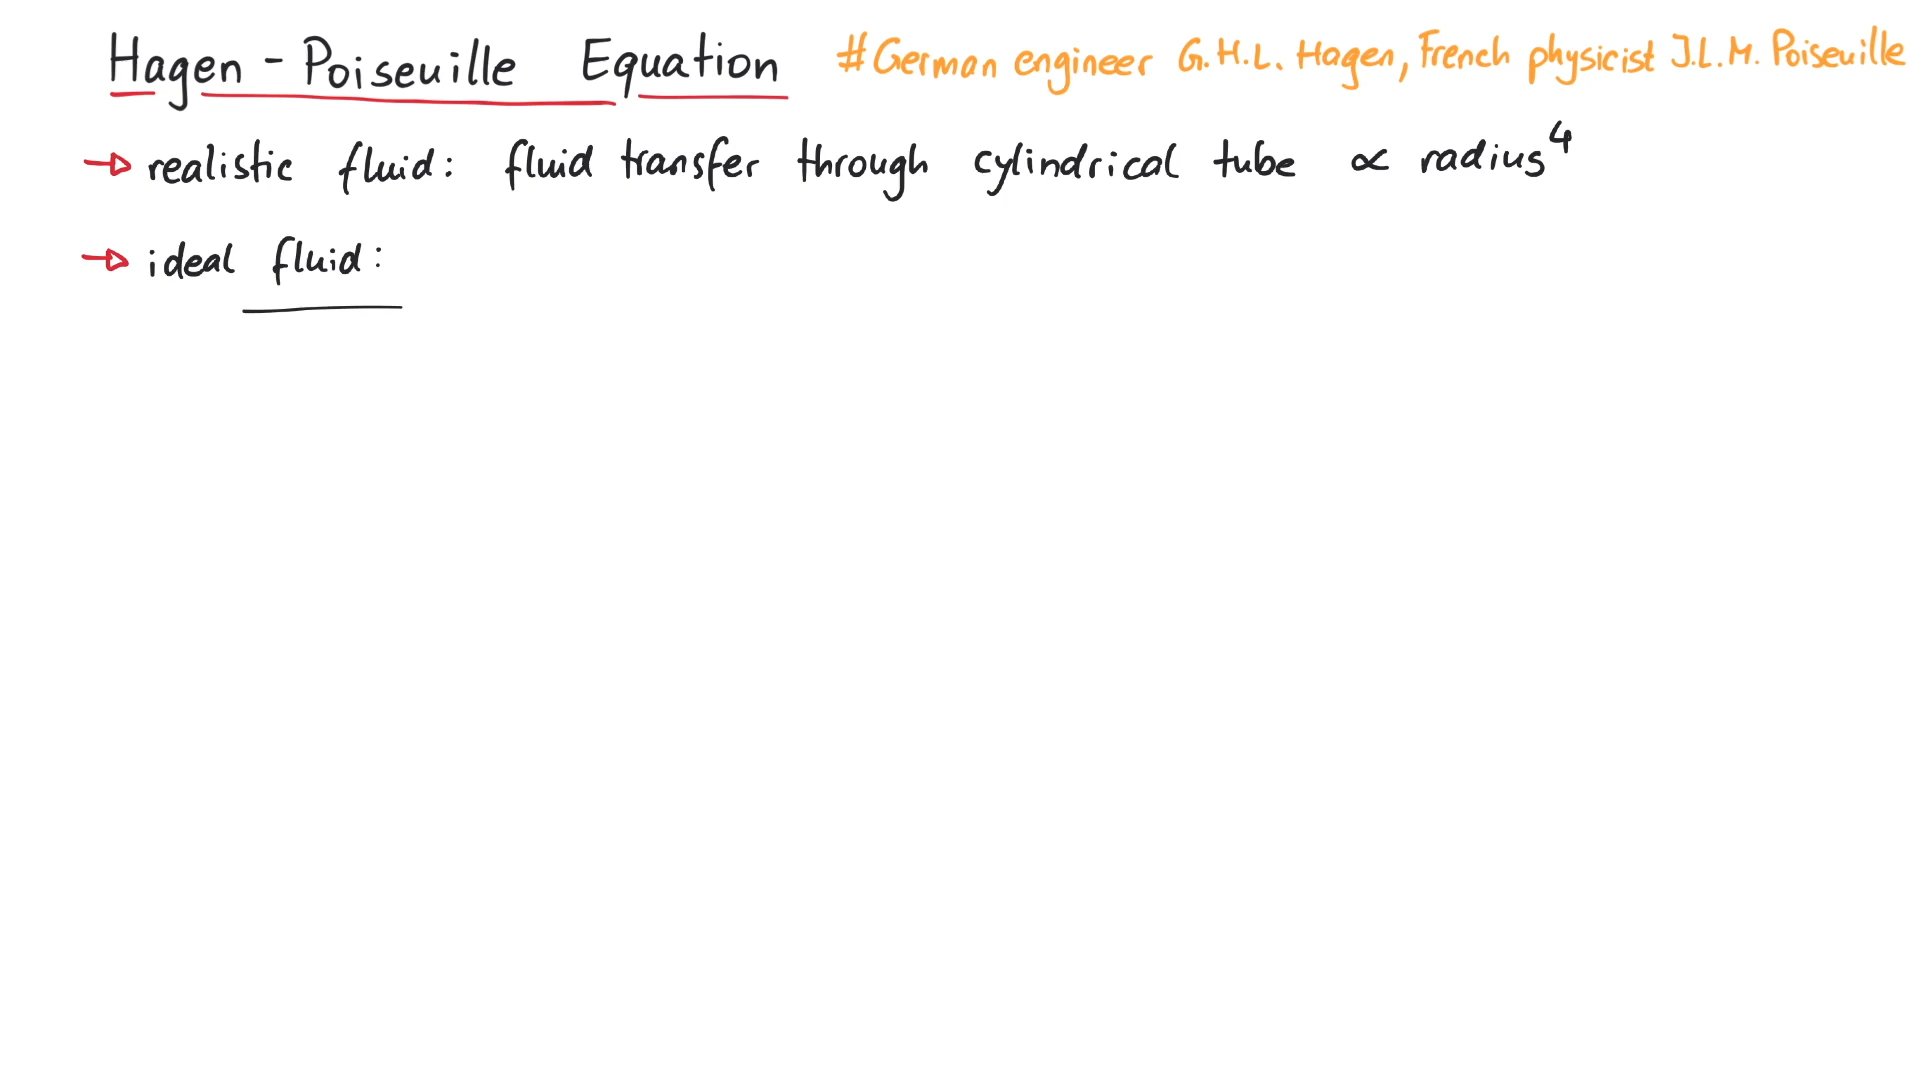 Hagen - Poiseuille Equation #German engineer G.H.L. Hagen, French physicist J.L.M. Poiseuille
→ realistic fluid: fluid transfer through cylindrical tube ∝ radius⁴
→ ideal fluid: